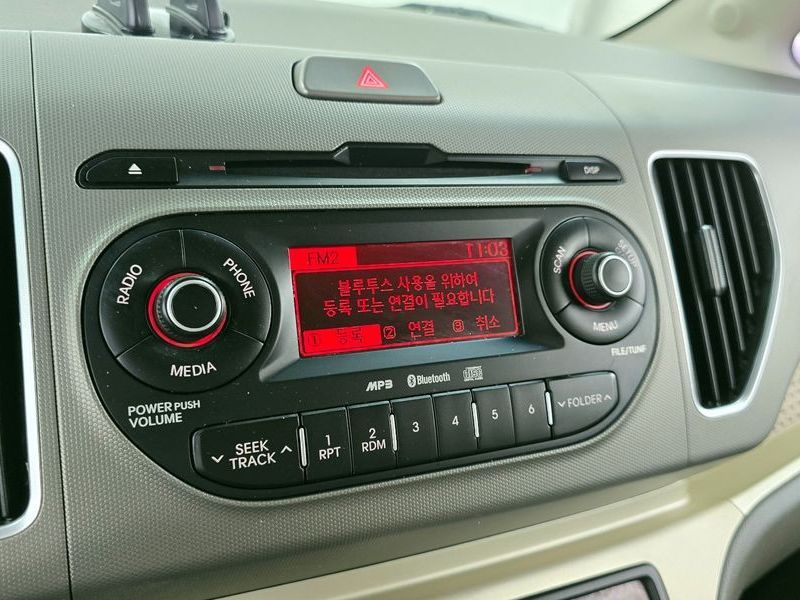 DISP
RADIO
PHONE
MEDIA
POWER PUSH
VOLUME
FM2 11:03
블루투스 사용을 위하여
등록 또는 연결이 필요합니다
1 등록 2 연결 3 취소
SCAN
SETUP
MENU
FILE/TUNE
MP3 Bluetooth
SEEK
TRACK
1
RPT
2
RDM
3
4
5
6
FOLDER